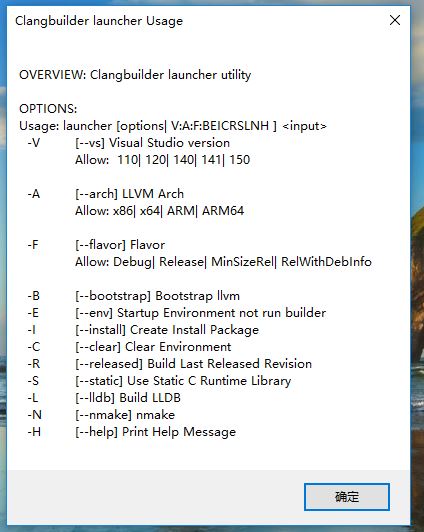 Clangbuilder launcher Usage
OVERVIEW: Clangbuilder launcher utility
OPTIONS:
Usage: launcher [options| V:A:F:BEICRSLNH ] <input>
-V [--vs] Visual Studio version
Allow: 110| 120| 140| 141| 150
-A [--arch] LLVM Arch
Allow: x86| x64| ARM| ARM64
-F [--flavor] Flavor
Allow: Debug| Release| MinSizeRel| RelWithDebInfo
-B [--bootstrap] Bootstrap llvm
-E [--env] Startup Environment not run builder
-I [--install] Create Install Package
-C [--clear] Clear Environment
-R [--released] Build Last Released Revision
-S [--static] Use Static C Runtime Library
-L [--lldb] Build LLDB
-N [--nmake] nmake
-H [--help] Print Help Message
确定